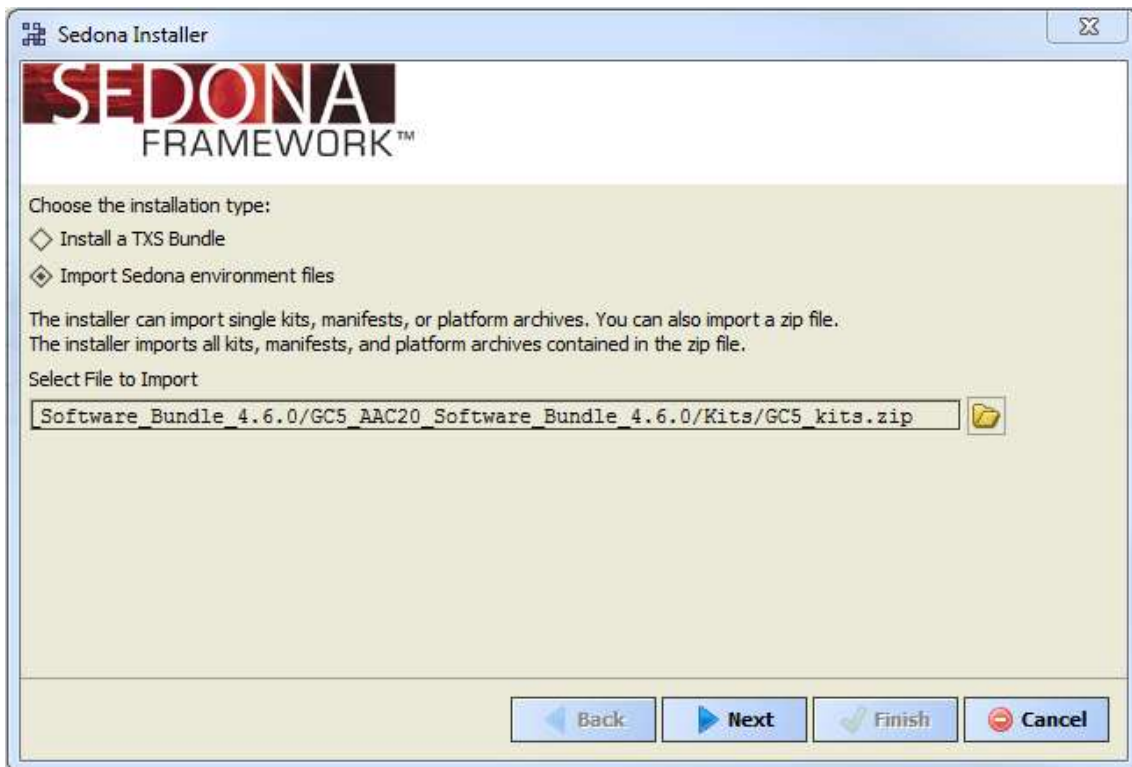 Sedona Installer
SEDONA
FRAMEWORK™
Choose the installation type:
Install a TXS Bundle
Import Sedona environment files
The installer can import single kits, manifests, or platform archives. You can also import a zip file.
The installer imports all kits, manifests, and platform archives contained in the zip file.
Select File to Import
_Software_Bundle_4.6.0/GC5_AAC20_Software_Bundle_4.6.0/Kits/GC5_kits.zip
Back Next Finish Cancel